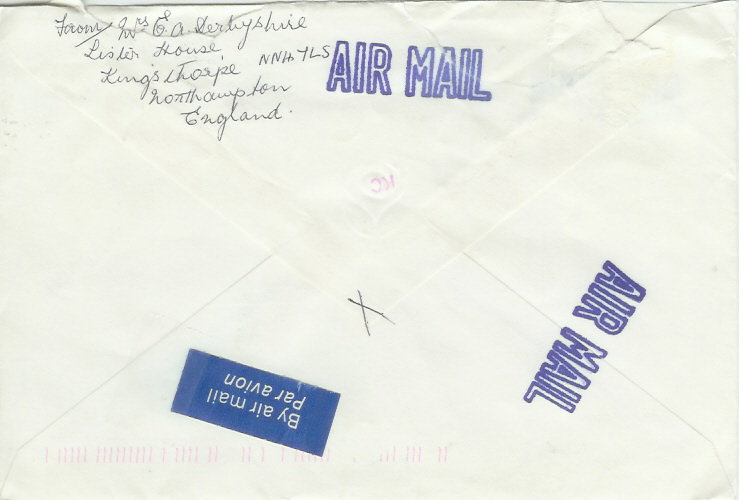 From Mrs E.A. Derbyshire
Lister House
Kingsthorpe NN4 7LS
Northampton
England.
AIR MAIL
KC
X
AIR MAIL
By air mail
Par avion